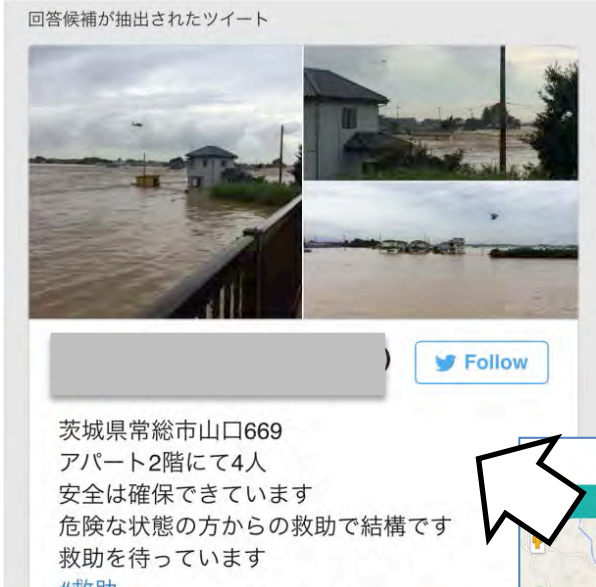 回答候補が抽出されたツイート
)
Follow
茨城県常総市山口669
アパート2階にて4人
安全は確保できています
危険な状態の方からの救助で結構です
救助を待っています
#救助